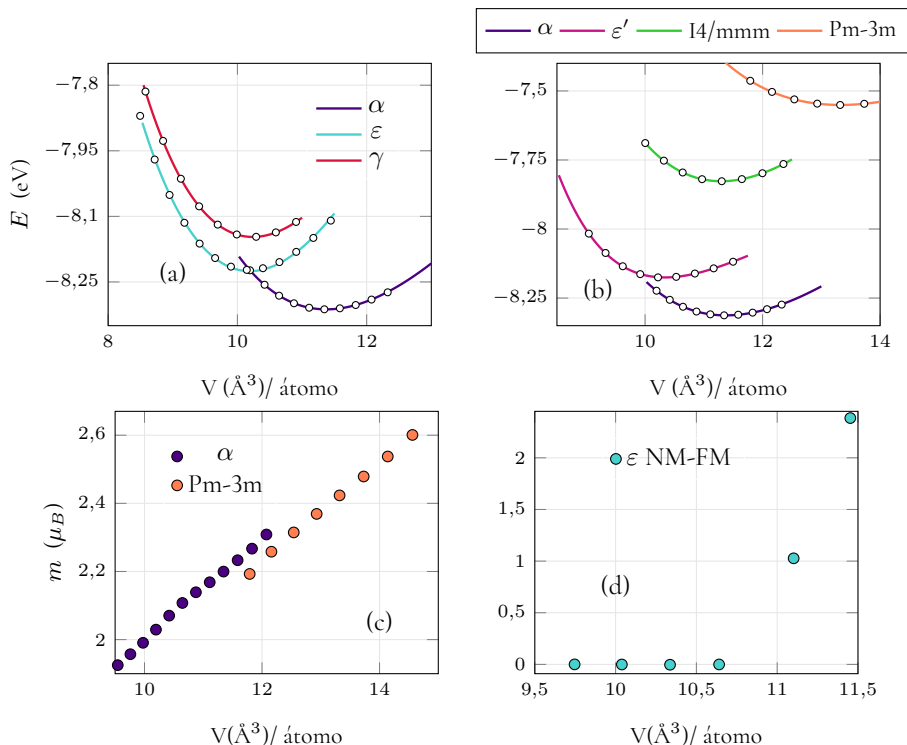 α ε′ I4/mmm Pm-3m
E (eV)
−7,8
−7,95
−8,1
−8,25
α
ε
γ
(a)
8 10 12
V (Å³)/ átomo
−7,5
−7,75
−8
−8,25
(b)
10 12 14
V (Å³)/ átomo
m (μ_B)
2,6
2,4
2,2
2
α
Pm-3m
(c)
10 12 14
V(Å³)/ átomo
2
1,5
1
0,5
0
ε NM-FM
(d)
9,5 10 10,5 11 11,5
V(Å³)/ átomo